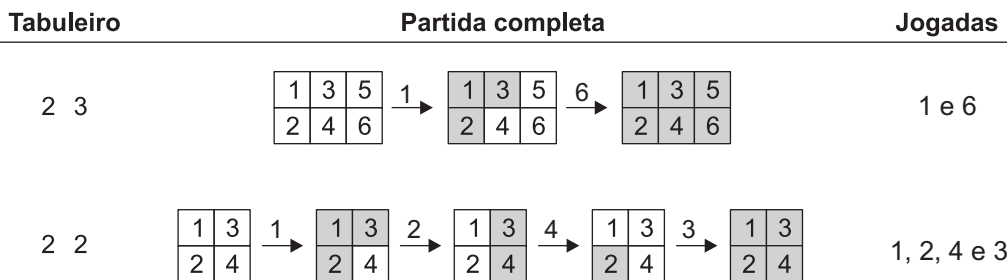 Tabuleiro Partida completa Jogadas
1 3 5 1 1 3 5 6 1 3 5
2 3 1 e 6
2 4 6 2 4 6 2 4 6
1 3 1 1 3 2 1 3 4 1 3 3 1 3
2 2 1, 2, 4 e 3
2 4 2 4 2 4 2 4 2 4